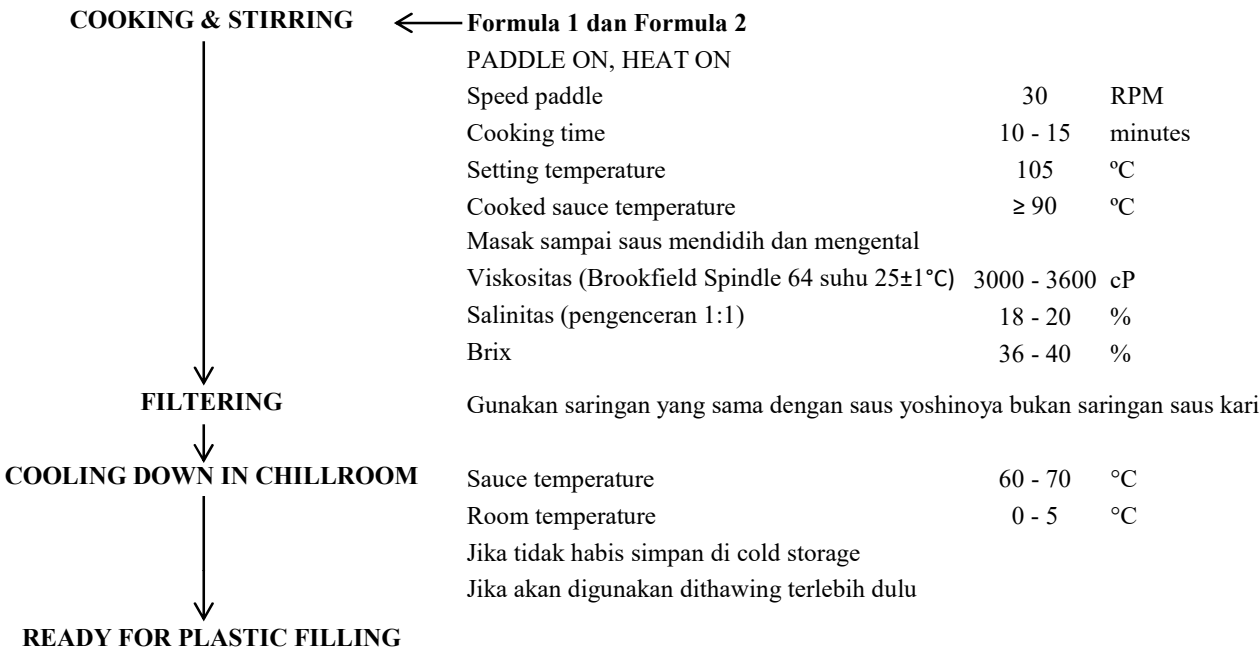 COOKING & STIRRING Formula 1 dan Formula 2
PADDLE ON, HEAT ON
Speed paddle 30 RPM
Cooking time 10 - 15 minutes
Setting temperature 105 ºC
Cooked sauce temperature ≥ 90 ºC
Masak sampai saus mendidih dan mengental
Viskositas (Brookfield Spindle 64 suhu 25±1°C) 3000 - 3600 cP
Salinitas (pengenceran 1:1) 18 - 20 %
Brix 36 - 40 %
FILTERING Gunakan saringan yang sama dengan saus yoshinoya bukan saringan saus kari
COOLING DOWN IN CHILLROOM Sauce temperature 60 - 70 °C
Room temperature 0 - 5 °C
Jika tidak habis simpan di cold storage
Jika akan digunakan dithawing terlebih dulu
READY FOR PLASTIC FILLING